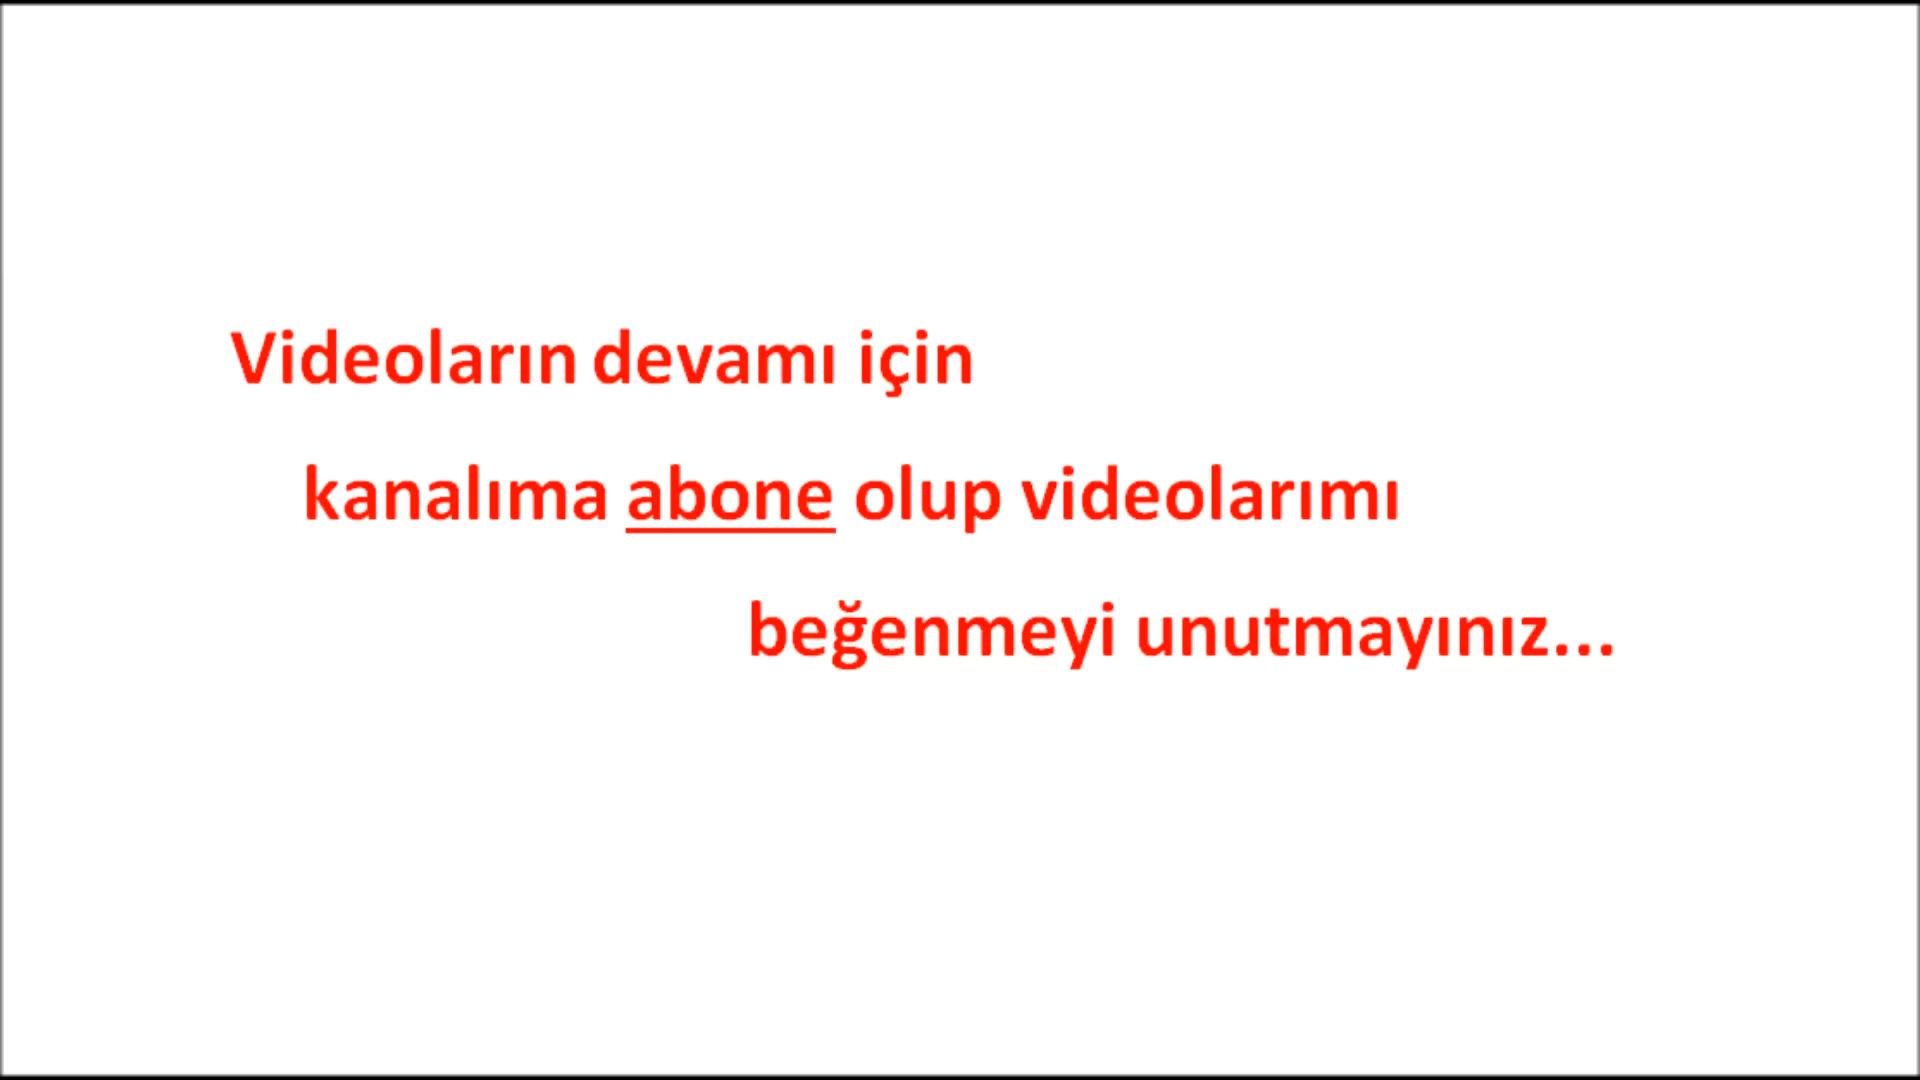 Videoların devamı için
kanalıma abone olup videolarımı
beğenmeyi unutmayınız...